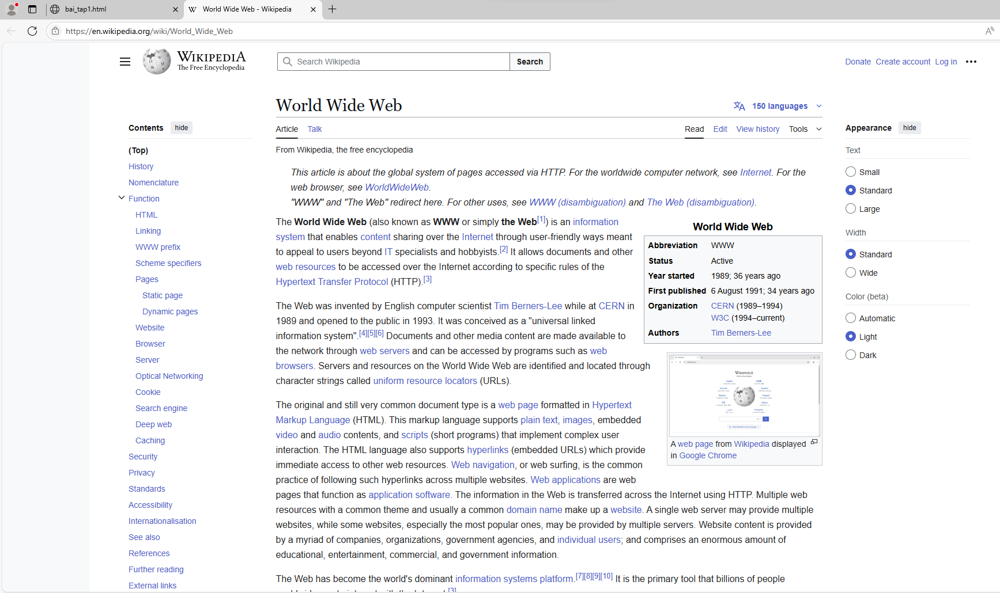 bai_tap1.html
World Wide Web - Wikipedia
https://en.wikipedia.org/wiki/World_Wide_Web
WIKIPEDIA
The Free Encyclopedia
Search Wikipedia
Search
Donate Create account Log in
World Wide Web
150 languages
Contents hide
(Top)
History
Nomenclature
Function
HTML
Linking
WWW prefix
Scheme specifiers
Pages
Static page
Dynamic pages
Website
Browser
Server
Optical Networking
Cookie
Search engine
Deep web
Caching
Security
Privacy
Standards
Accessibility
Internationalisation
See also
References
Further reading
External links
Article Talk
Read Edit View history Tools
From Wikipedia, the free encyclopedia
This article is about the global system of pages accessed via HTTP. For the worldwide computer network, see Internet. For the
web browser, see WorldWideWeb.
"WWW" and "The Web" redirect here. For other uses, see WWW (disambiguation) and The Web (disambiguation).
The World Wide Web (also known as WWW or simply the Web[1]) is an information
system that enables content sharing over the Internet through user-friendly ways meant
to appeal to users beyond IT specialists and hobbyists.[2] It allows documents and other
web resources to be accessed over the Internet according to specific rules of the
Hypertext Transfer Protocol (HTTP).[3]
The Web was invented by English computer scientist Tim Berners-Lee while at CERN in
1989 and opened to the public in 1993. It was conceived as a "universal linked
information system".[4][5][6] Documents and other media content are made available to
the network through web servers and can be accessed by programs such as web
browsers. Servers and resources on the World Wide Web are identified and located through
character strings called uniform resource locators (URLs).
The original and still very common document type is a web page formatted in Hypertext
Markup Language (HTML). This markup language supports plain text, images, embedded
video and audio contents, and scripts (short programs) that implement complex user
interaction. The HTML language also supports hyperlinks (embedded URLs) which provide
immediate access to other web resources. Web navigation, or web surfing, is the common
practice of following such hyperlinks across multiple websites. Web applications are web
pages that function as application software. The information in the Web is transferred across the Internet using HTTP. Multiple web
resources with a common theme and usually a common domain name make up a website. A single web server may provide multiple
websites, while some websites, especially the most popular ones, may be provided by multiple servers. Website content is provided
by a myriad of companies, organizations, government agencies, and individual users; and comprises an enormous amount of
educational, entertainment, commercial, and government information.
The Web has become the world's dominant information systems platform.[7][8][9][10] It is the primary tool that billions of people
World Wide Web
Abbreviation WWW
Status Active
Year started 1989; 36 years ago
First published 6 August 1991; 34 years ago
Organization CERN (1989–1994)
W3C (1994–current)
Authors Tim Berners-Lee
WIKIPEDIA
A web page from Wikipedia displayed
in Google Chrome
Appearance hide
Text
Small
Standard
Large
Width
Standard
Wide
Color (beta)
Automatic
Light
Dark